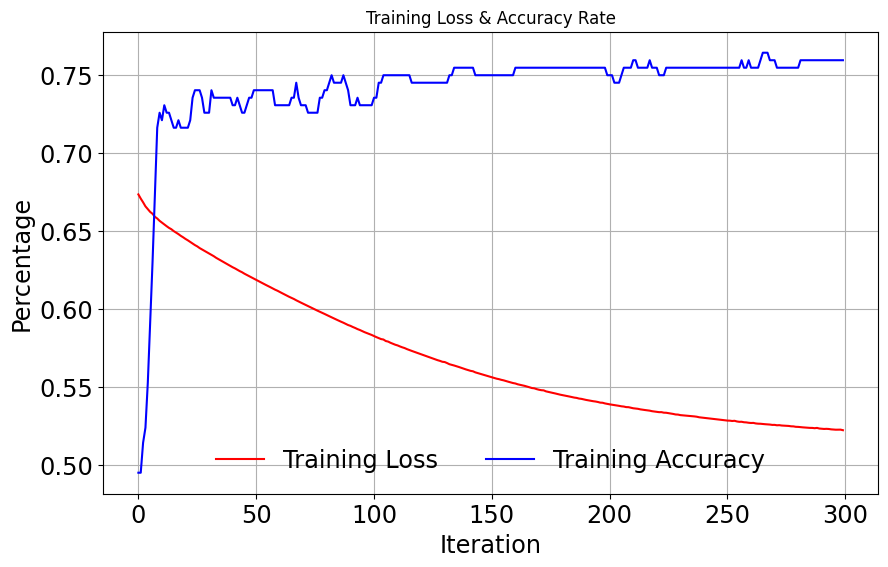 Training Loss & Accuracy Rate
Percentage
0.75
0.70
0.65
0.60
0.55
0.50
Training Loss Training Accuracy
0 50 100 150 200 250 300
Iteration